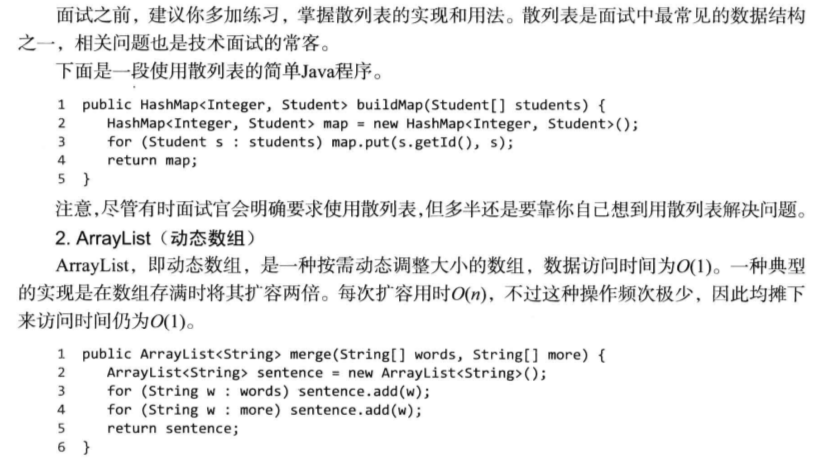 面试之前，建议你多加练习，掌握散列表的实现和用法。散列表是面试中最常见的数据结构
之一，相关问题也是技术面试的常客。
下面是一段使用散列表的简单Java程序。
1 public HashMap<Integer, Student> buildMap(Student[] students) {
2 HashMap<Integer, Student> map = new HashMap<Integer, Student>();
3 for (Student s : students) map.put(s.getId(), s);
4 return map;
5 }
注意,尽管有时面试官会明确要求使用散列表,但多半还是要靠你自己想到用散列表解决问题。
2. ArrayList（动态数组）
ArrayList，即动态数组，是一种按需动态调整大小的数组，数据访问时间为O(1)。一种典型
的实现是在数组存满时将其扩容两倍。每次扩容用时O(n)，不过这种操作频次极少，因此均摊下
来访问时间仍为O(1)。
1 public ArrayList<String> merge(String[] words, String[] more) {
2 ArrayList<String> sentence = new ArrayList<String>();
3 for (String w : words) sentence.add(w);
4 for (String w : more) sentence.add(w);
5 return sentence;
6 }